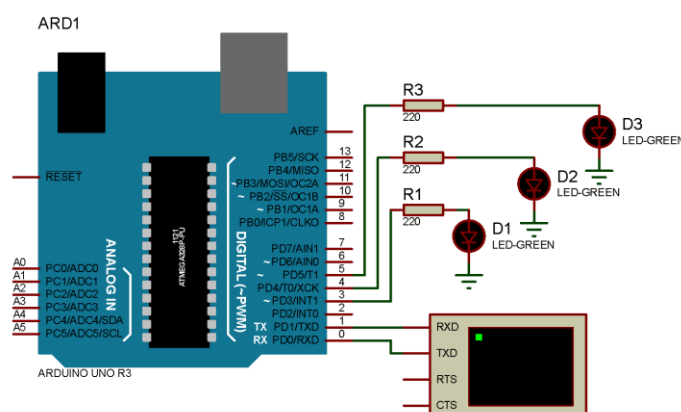 ARD1
R3
220
D3
LED-GREEN
R2
220
D2
LED-GREEN
R1
220
D1
LED-GREEN
RESET
AREF
PB5/SCK 13
PB4/MISO 12
~PB3/MOSI/OC2A 11
~ PB2/SS/OC1B 10
~ PB1/OC1A 9
PB0/ICP1/CLKO 8
PD7/AIN1 7
~ PD6/AIN0 6
~ PD5/T1 5
PD4/T0/XCK 4
~ PD3/INT1 3
PD2/INT0 2
TX PD1/TXD 1
RX PD0/RXD 0
DIGITAL (~PWM)
1121
ATMEGA328P-PU
ANALOG IN
A0 PC0/ADC0
A1 PC1/ADC1
A2 PC2/ADC2
A3 PC3/ADC3
A4 PC4/ADC4/SDA
A5 PC5/ADC5/SCL
ARDUINO UNO R3
RXD
TXD
RTS
CTS